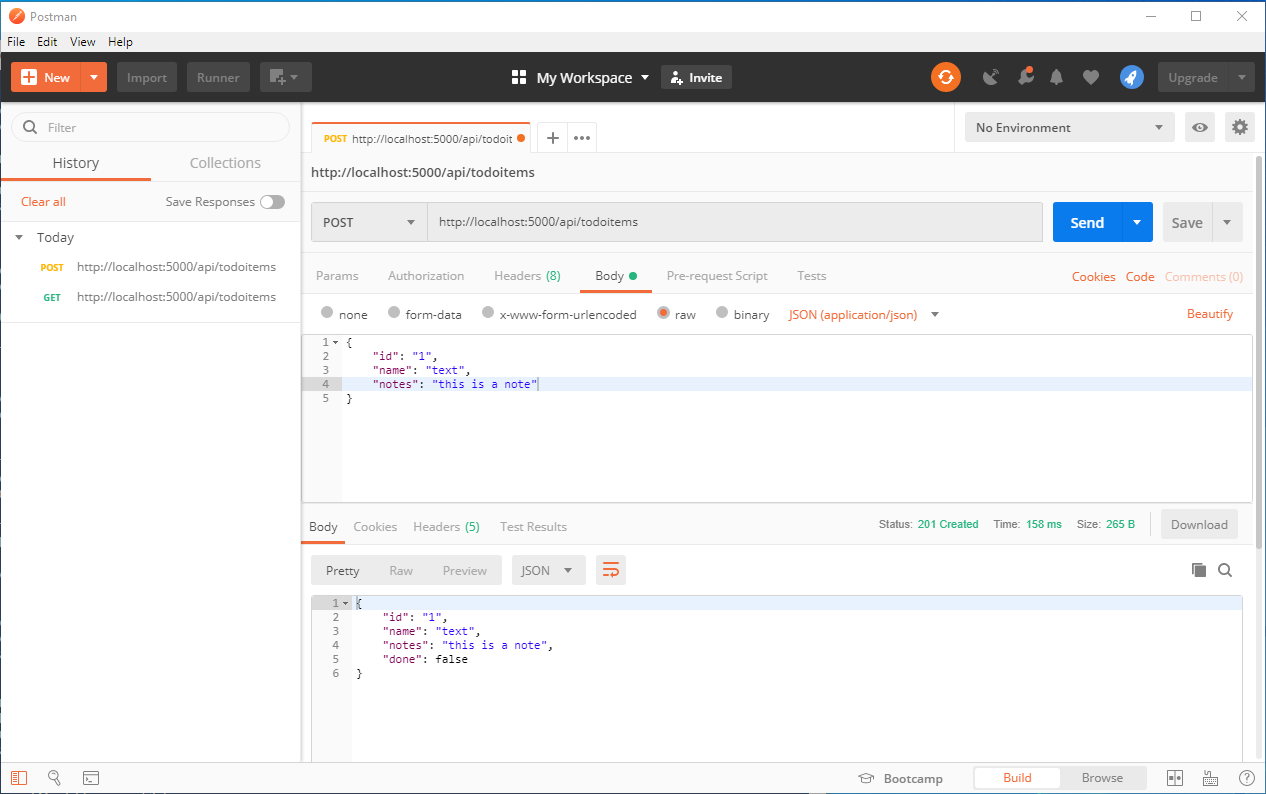 Postman
File Edit View Help
New Import Runner My Workspace Invite Upgrade
Filter
History Collections
Clear all Save Responses
Today
POST http://localhost:5000/api/todoitems
GET http://localhost:5000/api/todoitems
POST http://localhost:5000/api/todoit
No Environment
http://localhost:5000/api/todoitems
POST http://localhost:5000/api/todoitems Send Save
Params Authorization Headers (8) Body Pre-request Script Tests Cookies Code Comments (0)
none form-data x-www-form-urlencoded raw binary JSON (application/json) Beautify
1 {
2 "id": "1",
3 "name": "text",
4 "notes": "this is a note"
5 }
Body Cookies Headers (5) Test Results Status: 201 Created Time: 158 ms Size: 265 B Download
Pretty Raw Preview JSON
1 {
2 "id": "1",
3 "name": "text",
4 "notes": "this is a note",
5 "done": false
6 }
Bootcamp Build Browse